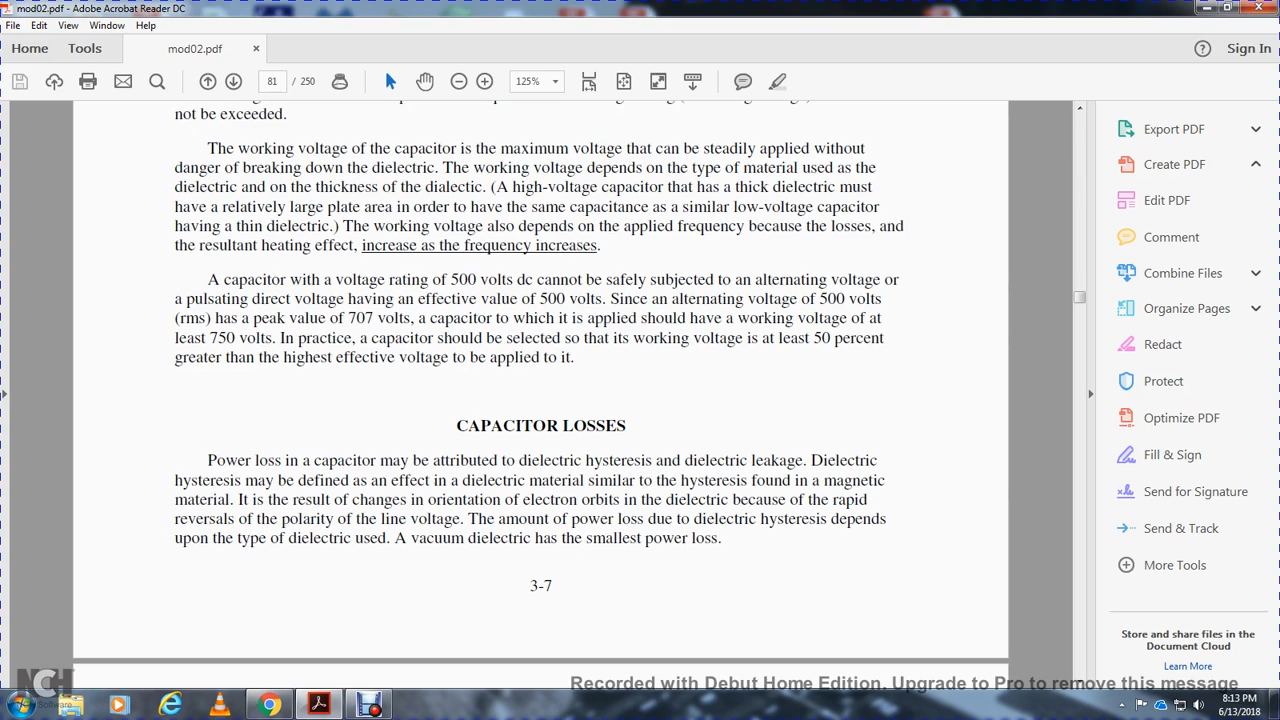 mod02.pdf - Adobe Acrobat Reader DC
File Edit View Window Help
Home Tools mod02.pdf × Sign In
81 / 250 125%
not be exceeded.
The working voltage of the capacitor is the maximum voltage that can be steadily applied without
danger of breaking down the dielectric. The working voltage depends on the type of material used as the
dielectric and on the thickness of the dialectic. (A high-voltage capacitor that has a thick dielectric must
have a relatively large plate area in order to have the same capacitance as a similar low-voltage capacitor
having a thin dielectric.) The working voltage also depends on the applied frequency because the losses, and
the resultant heating effect, increase as the frequency increases.
A capacitor with a voltage rating of 500 volts dc cannot be safely subjected to an alternating voltage or
a pulsating direct voltage having an effective value of 500 volts. Since an alternating voltage of 500 volts
(rms) has a peak value of 707 volts, a capacitor to which it is applied should have a working voltage of at
least 750 volts. In practice, a capacitor should be selected so that its working voltage is at least 50 percent
greater than the highest effective voltage to be applied to it.
CAPACITOR LOSSES
Power loss in a capacitor may be attributed to dielectric hysteresis and dielectric leakage. Dielectric
hysteresis may be defined as an effect in a dielectric material similar to the hysteresis found in a magnetic
material. It is the result of changes in orientation of electron orbits in the dielectric because of the rapid
reversals of the polarity of the line voltage. The amount of power loss due to dielectric hysteresis depends
upon the type of dielectric used. A vacuum dielectric has the smallest power loss.
3-7
Export PDF
Create PDF
Edit PDF
Comment
Combine Files
Organize Pages
Redact
Protect
Optimize PDF
Fill & Sign
Send for Signature
Send & Track
More Tools
Store and share files in the
Document Cloud
Learn More
NCH
Software
Recorded with Debut Home Edition. Upgrade to Pro to remove this message
8:13 PM
6/13/2018